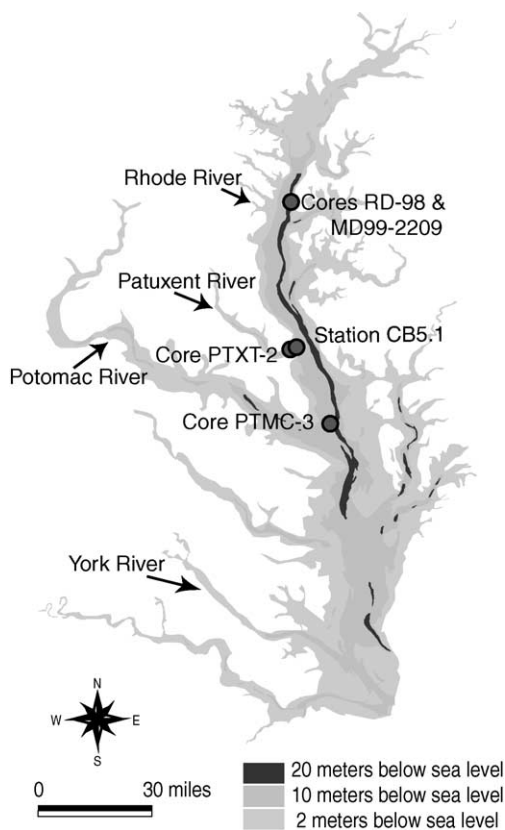 Rhode River
Cores RD-98 &
MD99-2209
Patuxent River
Station CB5.1
Core PTXT-2
Potomac River
Core PTMC-3
York River
N
W E
S
0 30 miles
20 meters below sea level
10 meters below sea level
2 meters below sea level